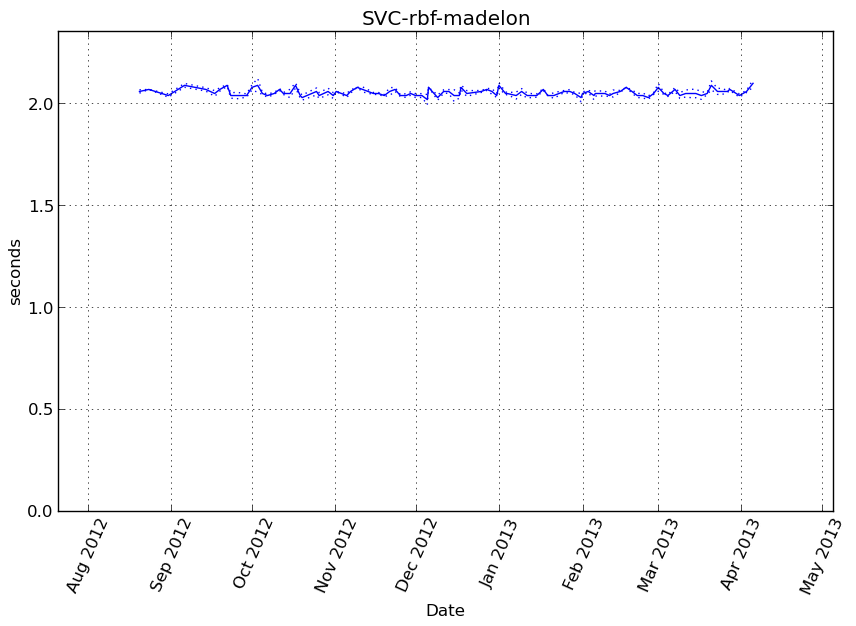 SVC-rbf-madelon
seconds
2.0
1.5
1.0
0.5
0.0
Aug 2012
Sep 2012
Oct 2012
Nov 2012
Dec 2012
Jan 2013
Feb 2013
Mar 2013
Apr 2013
May 2013
Date